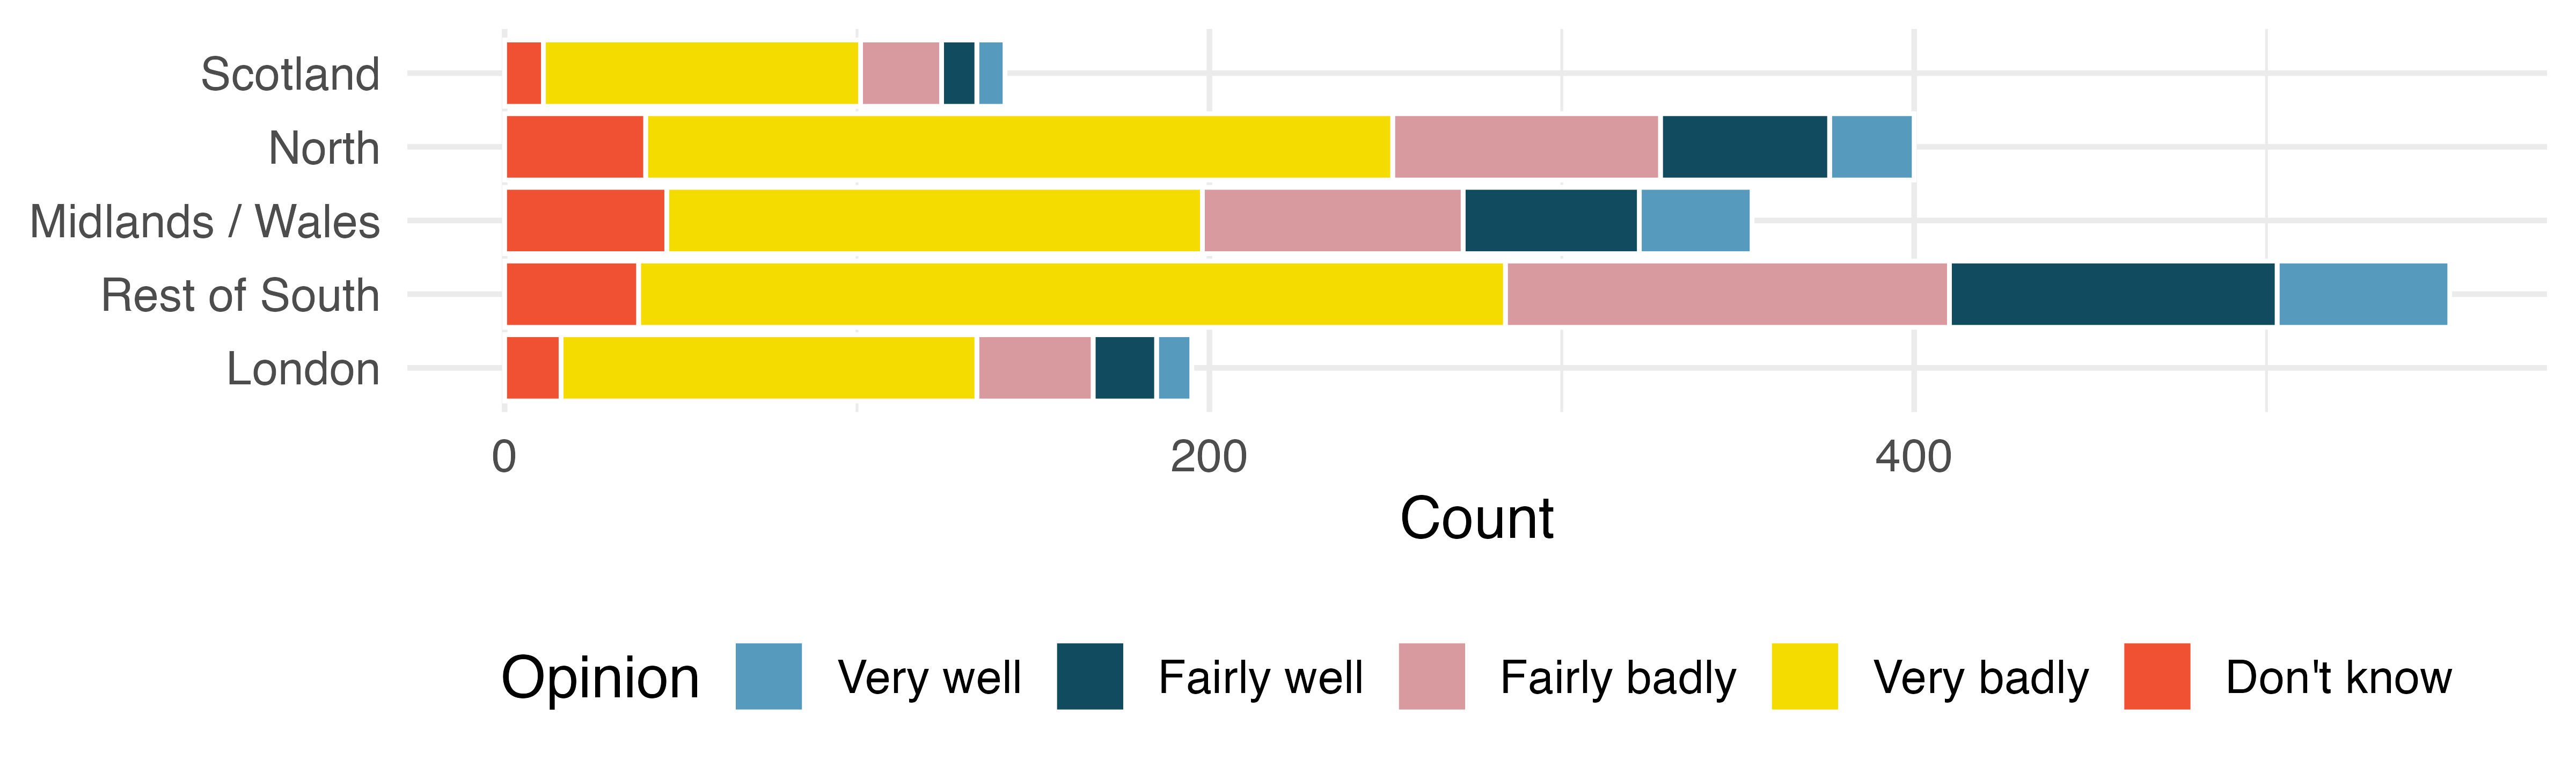 Scotland
North
Midlands / Wales
Rest of South
London
0 200 400
Count
Opinion Very well Fairly well Fairly badly Very badly Don't know